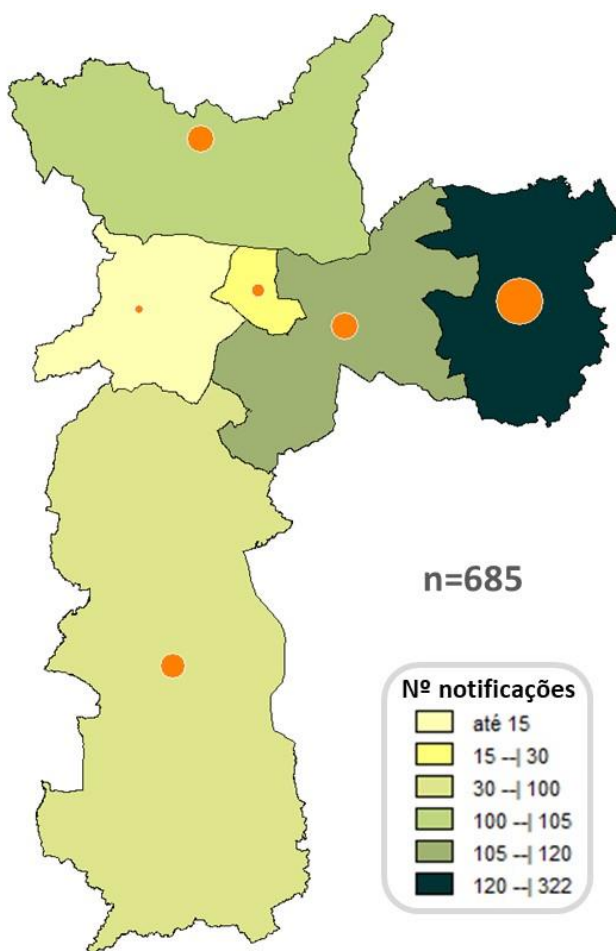 n=685
Nº notificações
até 15
15 --| 30
30 --| 100
100 --| 105
105 --| 120
120 --| 322